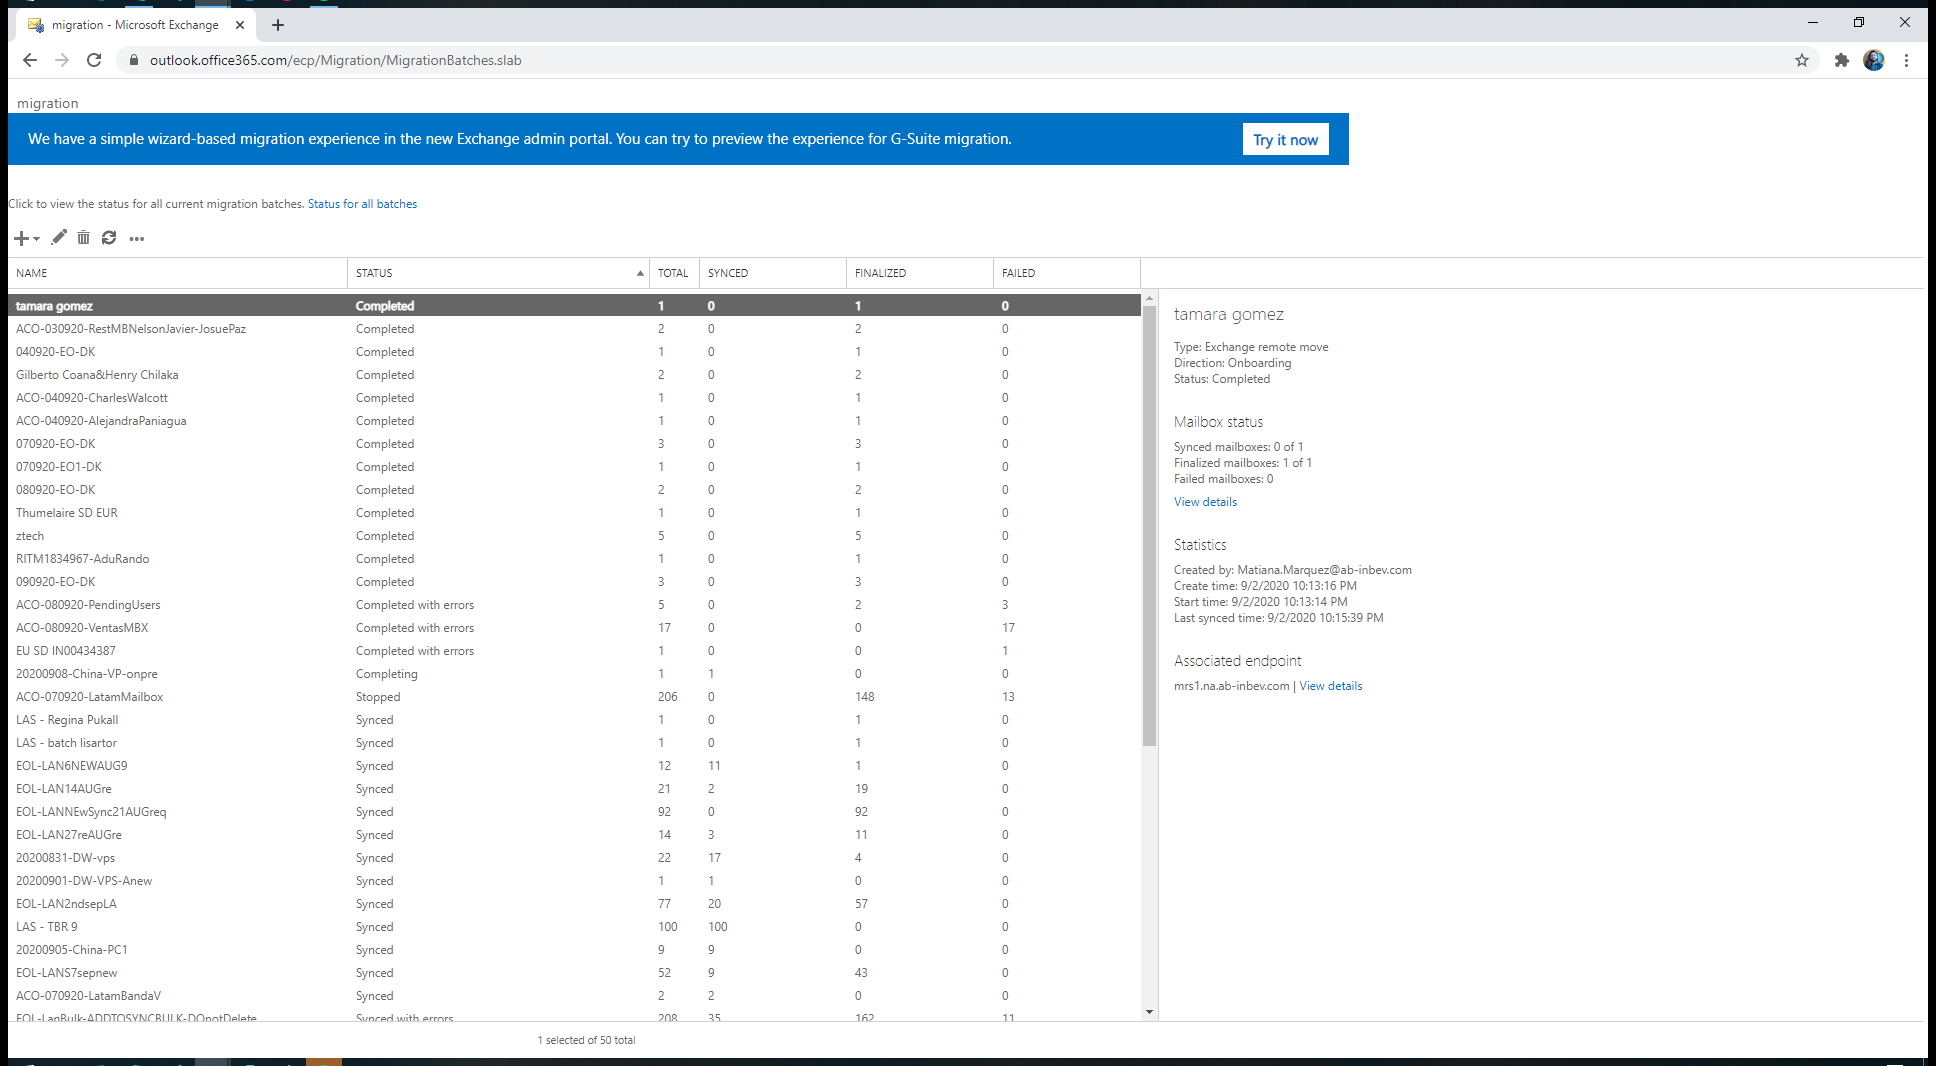 migration - Microsoft Exchange
outlook.office365.com/ecp/Migration/MigrationBatches.slab
migration
We have a simple wizard-based migration experience in the new Exchange admin portal. You can try to preview the experience for G-Suite migration. Try it now
Click to view the status for all current migration batches. Status for all batches
NAME STATUS TOTAL SYNCED FINALIZED FAILED
tamara gomez Completed 1 0 1 0
ACO-030920-RestMBNelsonJavier-JosuePaz Completed 2 0 2 0
040920-EO-DK Completed 1 0 1 0
Gilberto Coana&Henry Chilaka Completed 2 0 2 0
ACO-040920-CharlesWalcott Completed 1 0 1 0
ACO-040920-AlejandraPaniagua Completed 1 0 1 0
070920-EO-DK Completed 3 0 3 0
070920-EO1-DK Completed 1 0 1 0
080920-EO-DK Completed 2 0 2 0
Thumelaire SD EUR Completed 1 0 1 0
ztech Completed 5 0 5 0
RITM1834967-AduRando Completed 1 0 1 0
090920-EO-DK Completed 3 0 3 0
ACO-080920-PendingUsers Completed with errors 5 0 2 3
ACO-080920-VentasMBX Completed with errors 17 0 0 17
EU SD IN00434387 Completed with errors 1 0 0 1
20200908-China-VP-onpre Completing 1 1 0 0
ACO-070920-LatamMailbox Stopped 206 0 148 13
LAS - Regina Pukall Synced 1 0 1 0
LAS - batch lisartor Synced 1 0 1 0
EOL-LAN6NEWAUG9 Synced 12 11 1 0
EOL-LAN14AUGre Synced 21 2 19 0
EOL-LANNEwSync21AUGreq Synced 92 0 92 0
EOL-LAN27reAUGre Synced 14 3 11 0
20200831-DW-vps Synced 22 17 4 0
20200901-DW-VPS-Anew Synced 1 1 0 0
EOL-LAN2ndsepLA Synced 77 20 57 0
LAS - TBR 9 Synced 100 100 0 0
20200905-China-PC1 Synced 9 9 0 0
EOL-LANS7sepnew Synced 52 9 43 0
ACO-070920-LatamBandaV Synced 2 2 0 0
EOL-LanBulk-ADDTOSYNCBULK-DOnotDelete Synced with errors 208 35 162 11
1 selected of 50 total
tamara gomez
Type: Exchange remote move
Direction: Onboarding
Status: Completed
Mailbox status
Synced mailboxes: 0 of 1
Finalized mailboxes: 1 of 1
Failed mailboxes: 0
View details
Statistics
Created by: Matiana.Marquez@ab-inbev.com
Create time: 9/2/2020 10:13:16 PM
Start time: 9/2/2020 10:13:14 PM
Last synced time: 9/2/2020 10:15:39 PM
Associated endpoint
mrs1.na.ab-inbev.com | View details